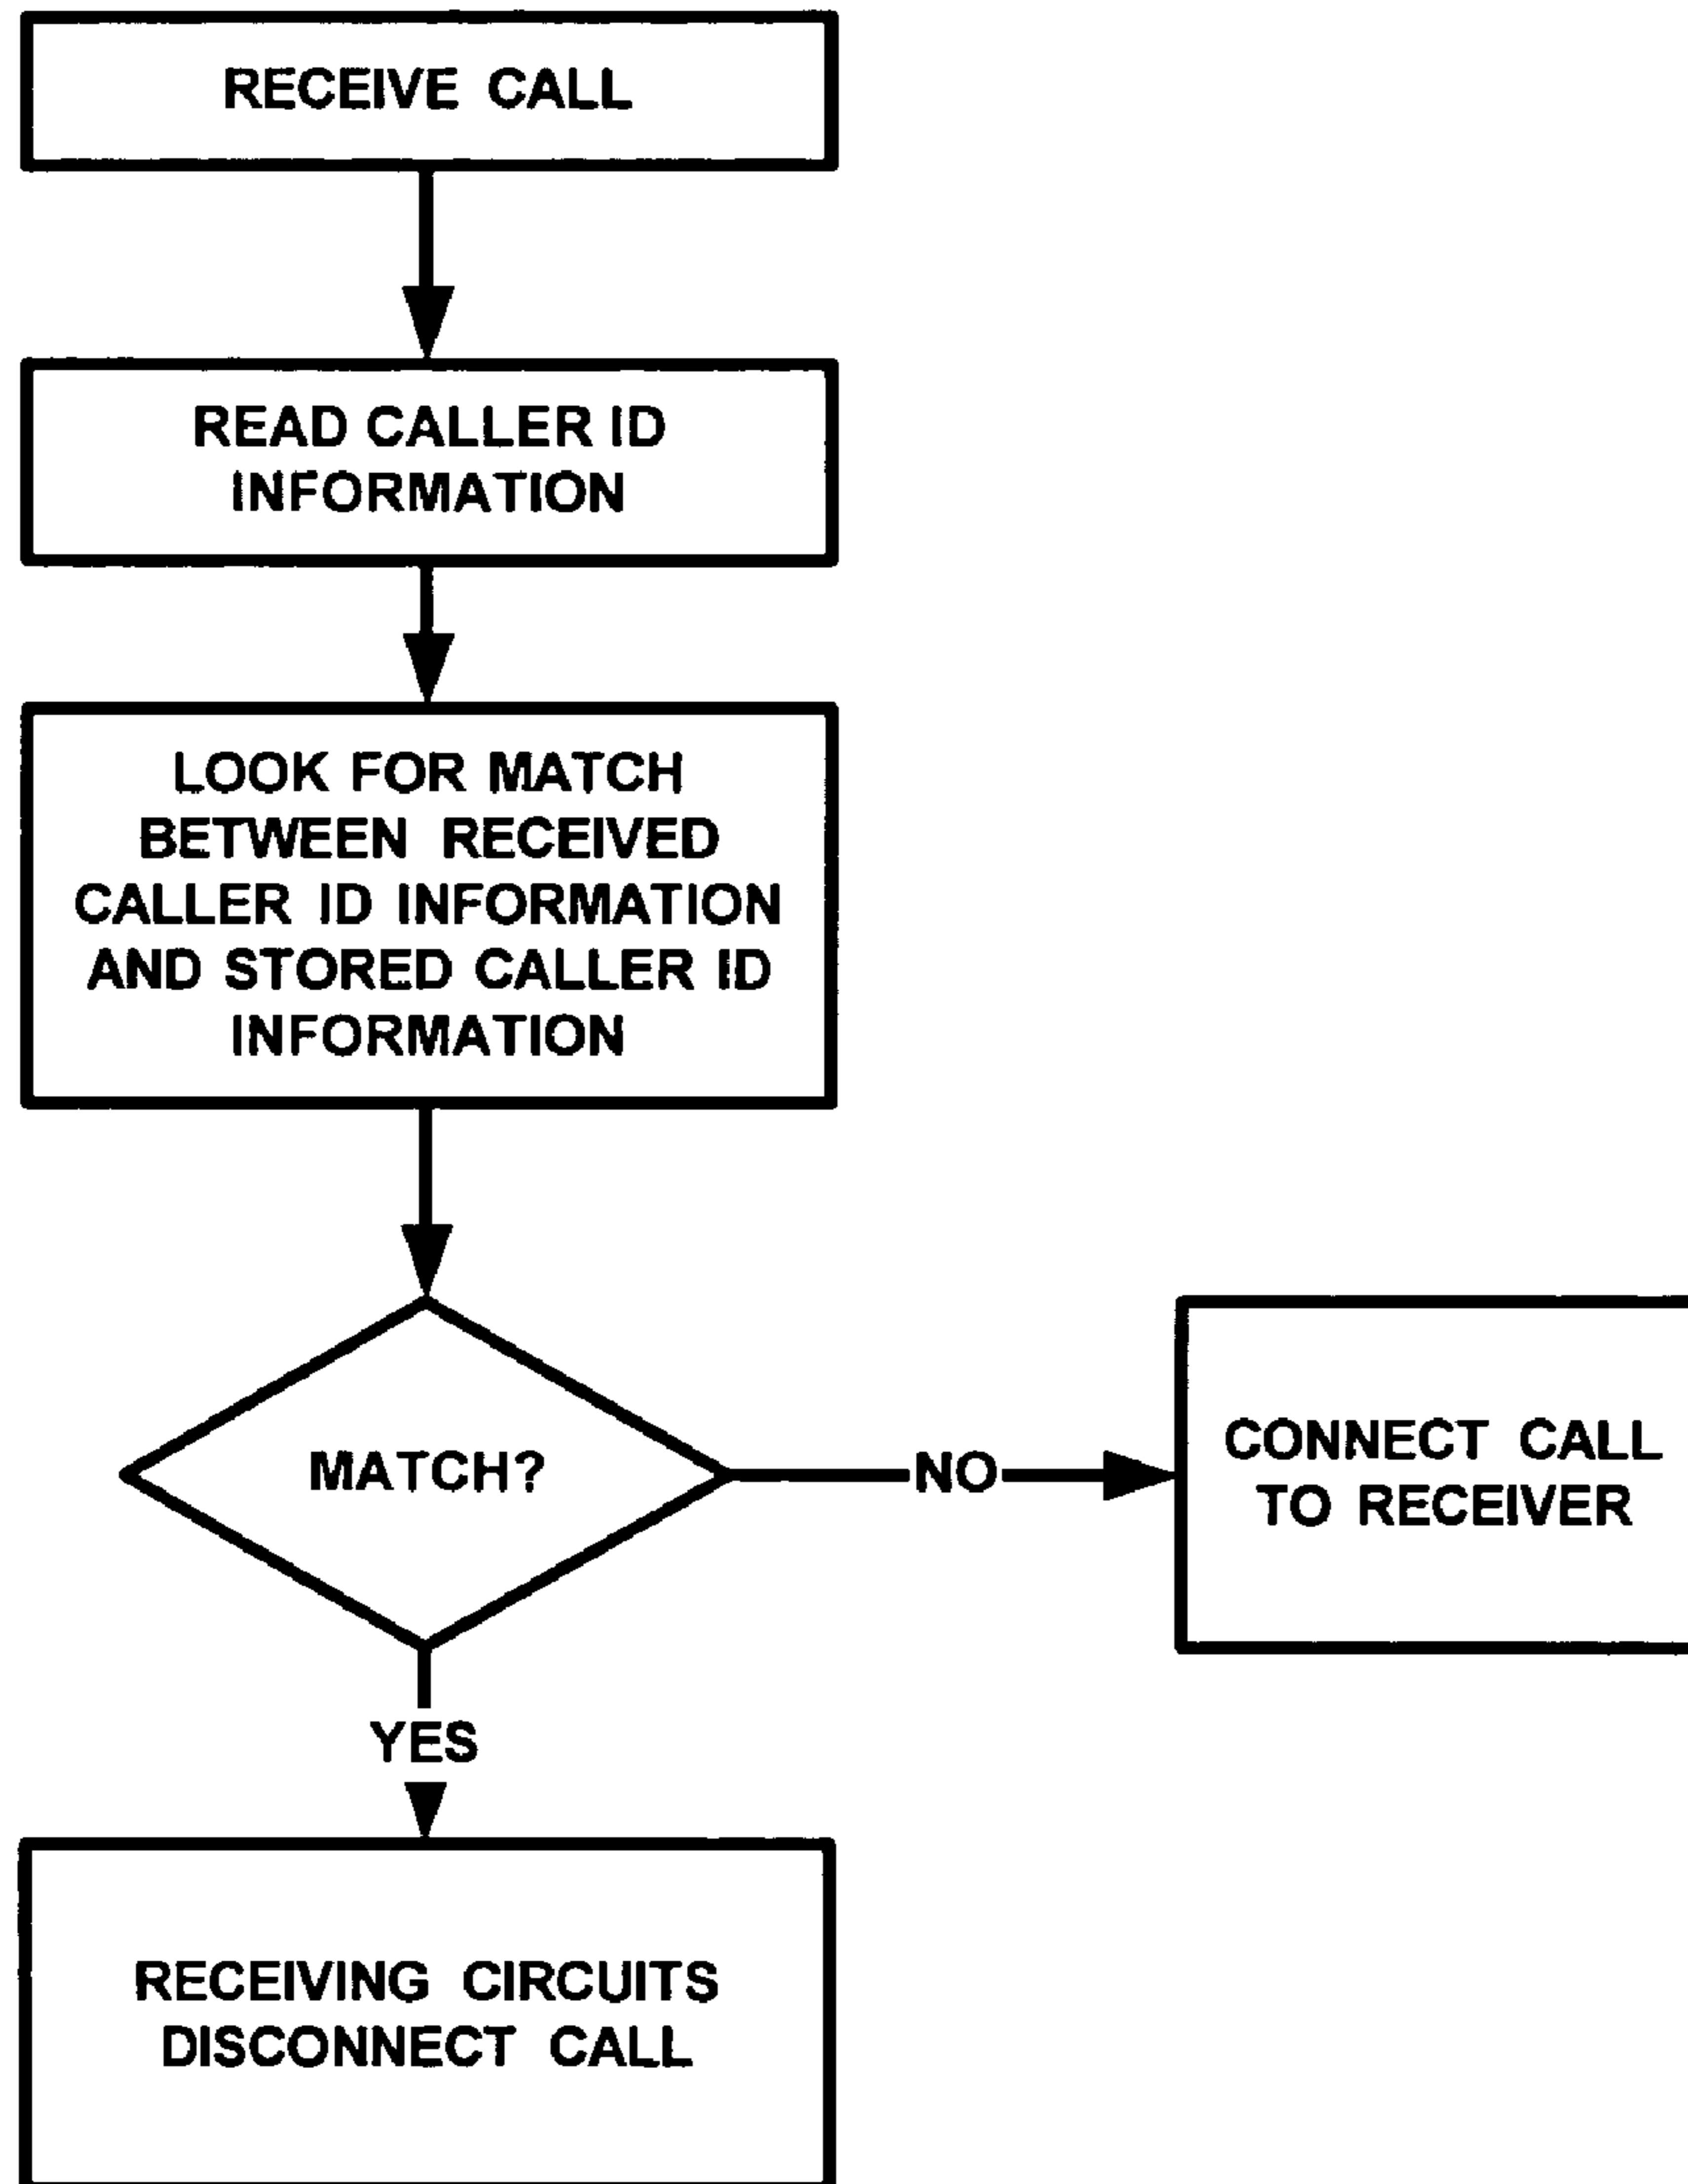 RECEIVE CALL
READ CALLER ID
INFORMATION
LOOK FOR MATCH
BETWEEN RECEIVED
CALLER ID INFORMATION
AND STORED CALLER ID
INFORMATION
MATCH?
NO
CONNECT CALL
TO RECEIVER
YES
RECEIVING CIRCUITS
DISCONNECT CALL